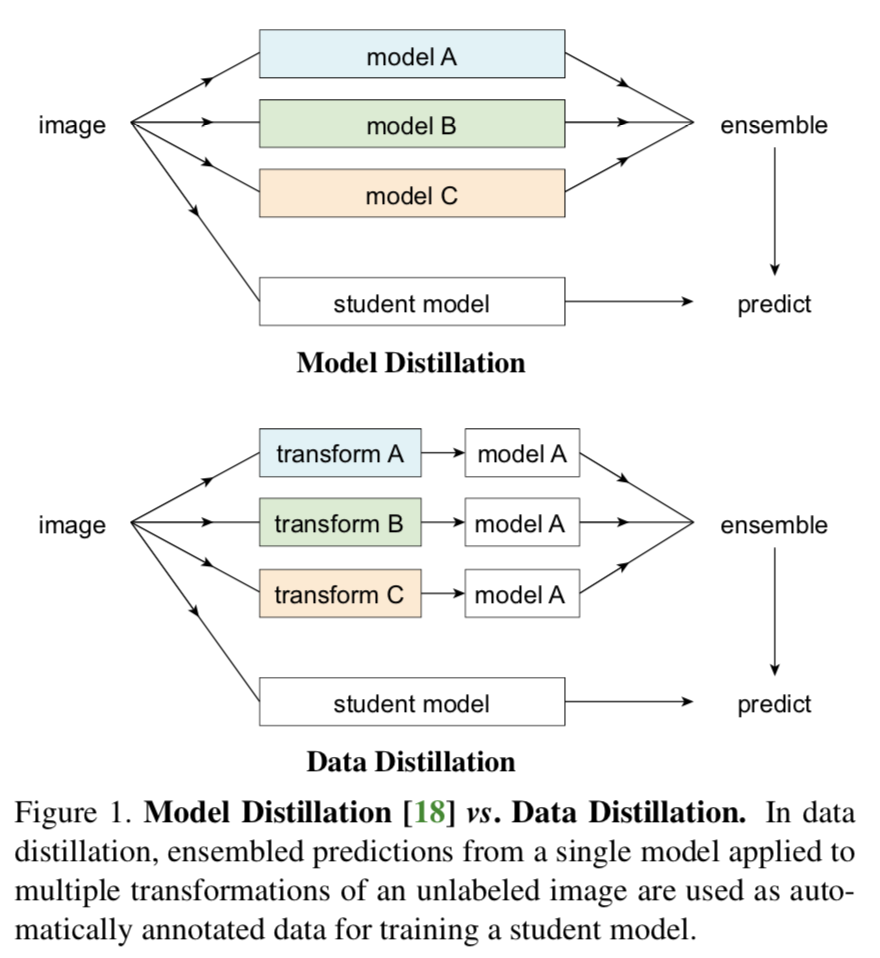 model A
image
model B
ensemble
model C
student model
predict
Model Distillation
transform A
model A
image
transform B
model A
ensemble
transform C
model A
student model
predict
Data Distillation
Figure 1. Model Distillation [18] vs. Data Distillation. In data
distillation, ensembled predictions from a single model applied to
multiple transformations of an unlabeled image are used as auto-
matically annotated data for training a student model.